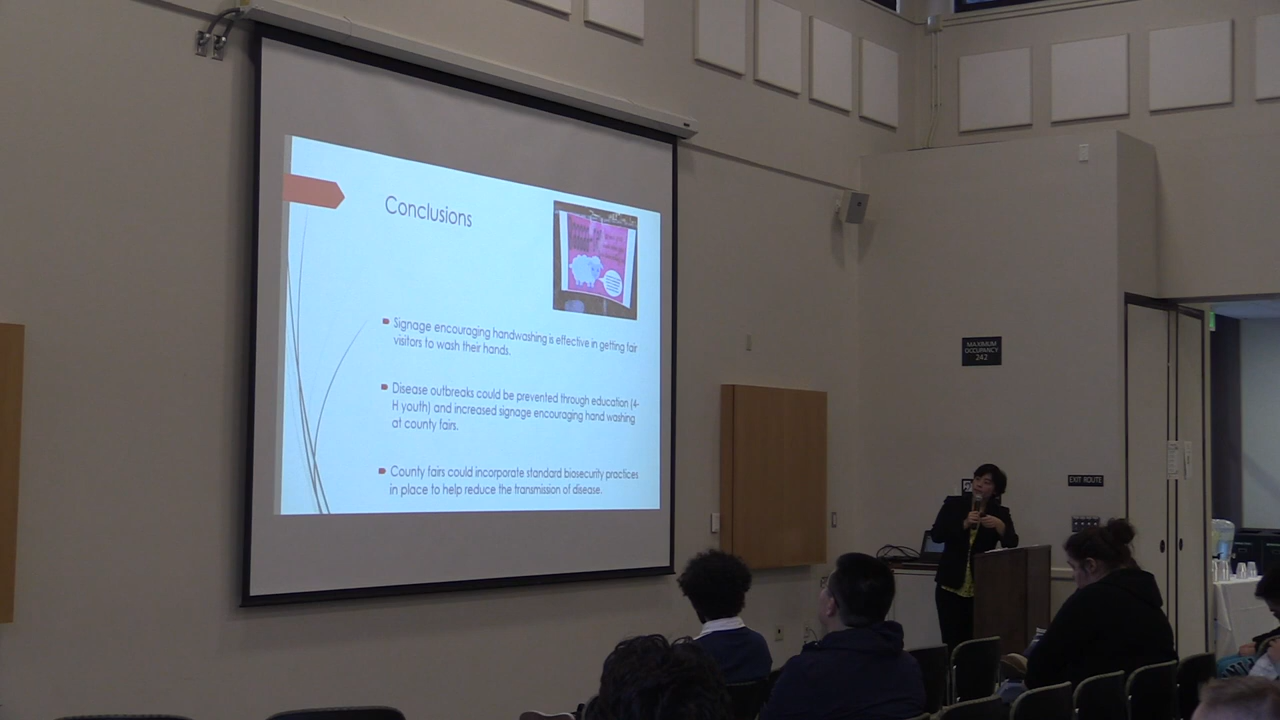 Conclusions
Signage encouraging handwashing is effective in getting fair
visitors to wash their hands.
Disease outbreaks could be prevented through education (4-
H youth) and increased signage encouraging hand washing
at county fairs.
County fairs could incorporate standard biosecurity practices
in place to help reduce the transmission of disease.
MAXIMUM
OCCUPANCY
242
EXIT ROUTE